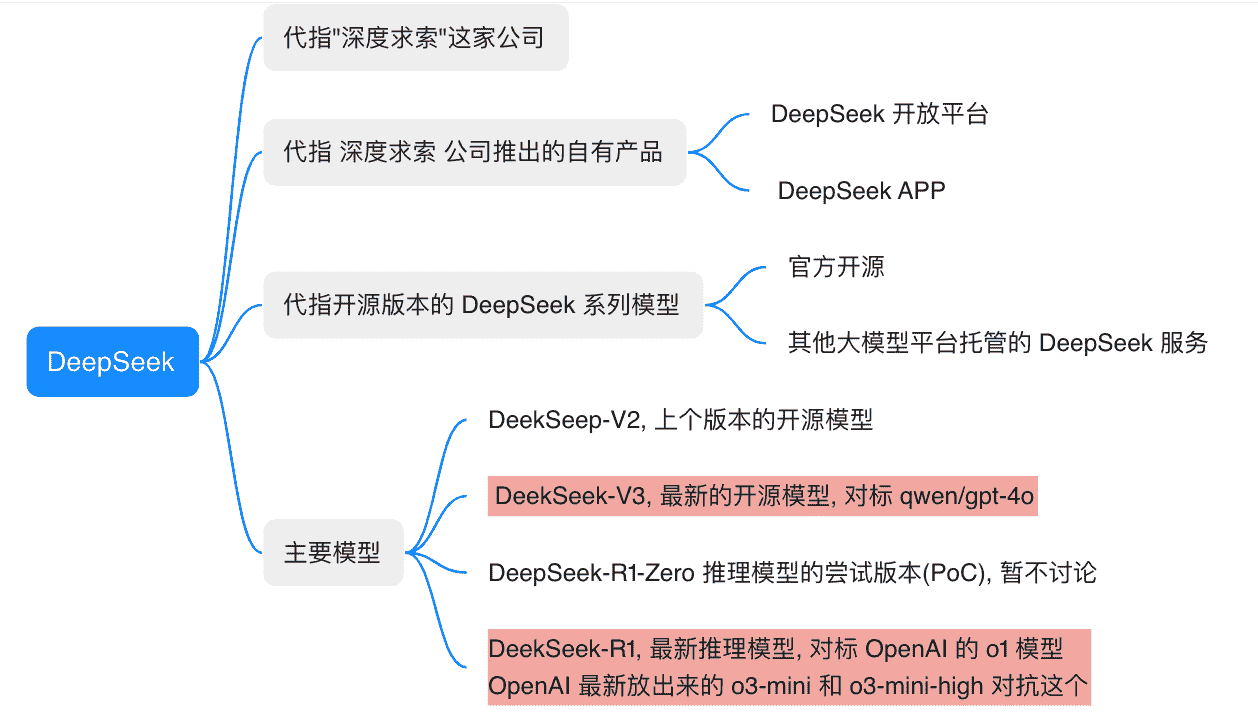 代指"深度求索"这家公司
代指 深度求索 公司推出的自有产品
DeepSeek 开放平台
DeepSeek APP
代指开源版本的 DeepSeek 系列模型
官方开源
其他大模型平台托管的 DeepSeek 服务
DeepSeek
主要模型
DeekSeep-V2, 上个版本的开源模型
DeekSeek-V3, 最新的开源模型, 对标 qwen/gpt-4o
DeepSeek-R1-Zero 推理模型的尝试版本(PoC), 暂不讨论
DeekSeek-R1, 最新推理模型, 对标 OpenAI 的 o1 模型
OpenAI 最新放出来的 o3-mini 和 o3-mini-high 对抗这个